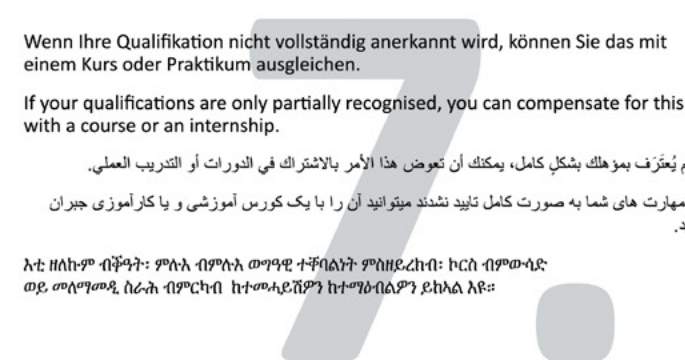 7.
Wenn Ihre Qualifikation nicht vollständig anerkannt wird, können Sie das mit
einem Kurs oder Praktikum ausgleichen.
If your qualifications are only partially recognised, you can compensate for this
with a course or an internship.
يُعتَرَف بمؤهلك بشكلٍ كامل، يمكنك أن تعوض هذا الأمر بالاشتراك في الدورات أو التدريب العملي.
مهارت های شما به صورت کامل تایید نشدند میتوانید آن را با یک کورس آموزشی و یا کارآموزی جبران
እቲ ዘለኩም ብቕዓት፡ ምሉእ ብምሉእ ወግዓዊ ተቐባልነት ምስዘይረክብ፡ ኮርስ ብምውሳድ
ወይ መለማመዲ ስራሕ ብምርካብ ከተመሓይሽዎን ከተማዕብልዎን ይከኣል እዩ።